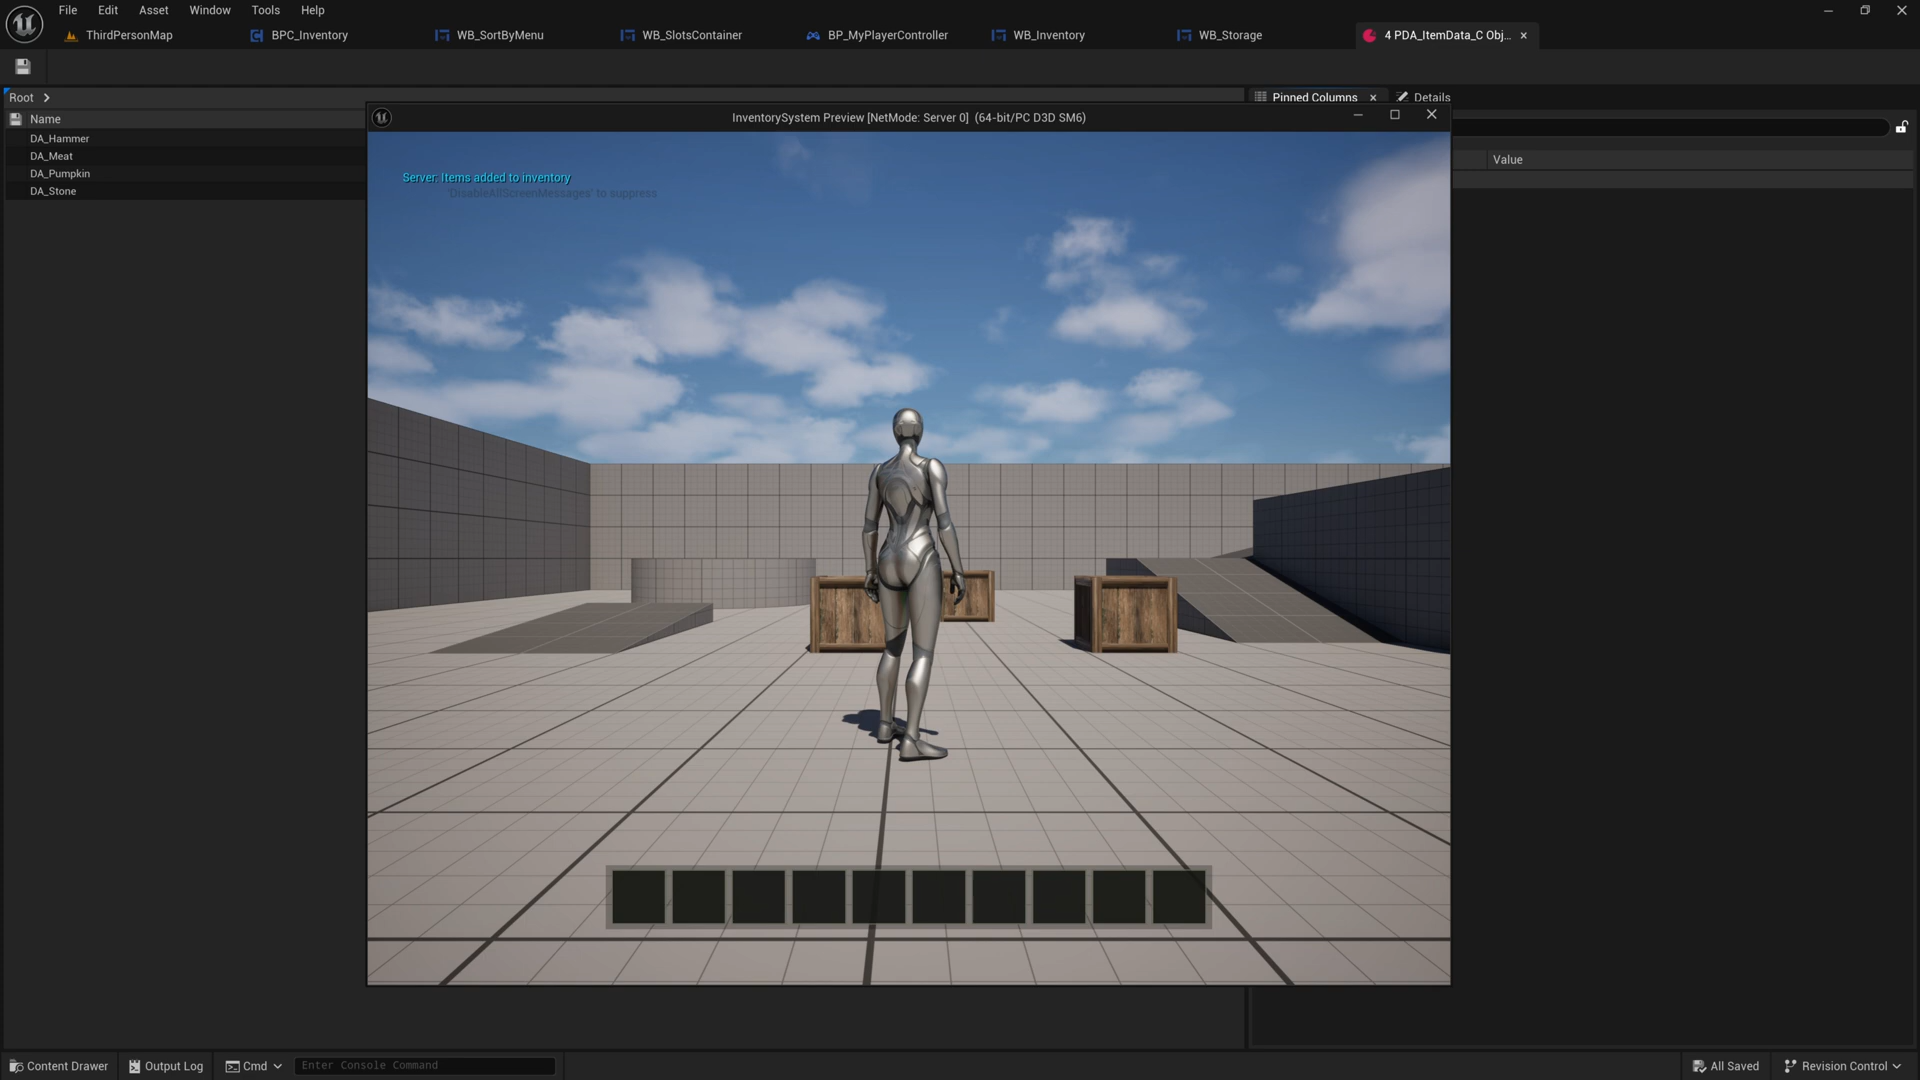 File Edit Asset Window Tools Help
ThirdPersonMap BPC_Inventory WB_SortByMenu WB_SlotsContainer BP_MyPlayerController WB_Inventory WB_Storage 4 PDA_ItemData_C Obj...
Root
Pinned Columns Details
Name
DA_Hammer
DA_Meat
DA_Pumpkin
DA_Stone
InventorySystem Preview [NetMode: Server 0] (64-bit/PC D3D SM6)
Value
Server: Items added to inventory
'DisableAllScreenMessages' to suppress
Content Drawer Output Log Cmd Enter Console Command All Saved Revision Control